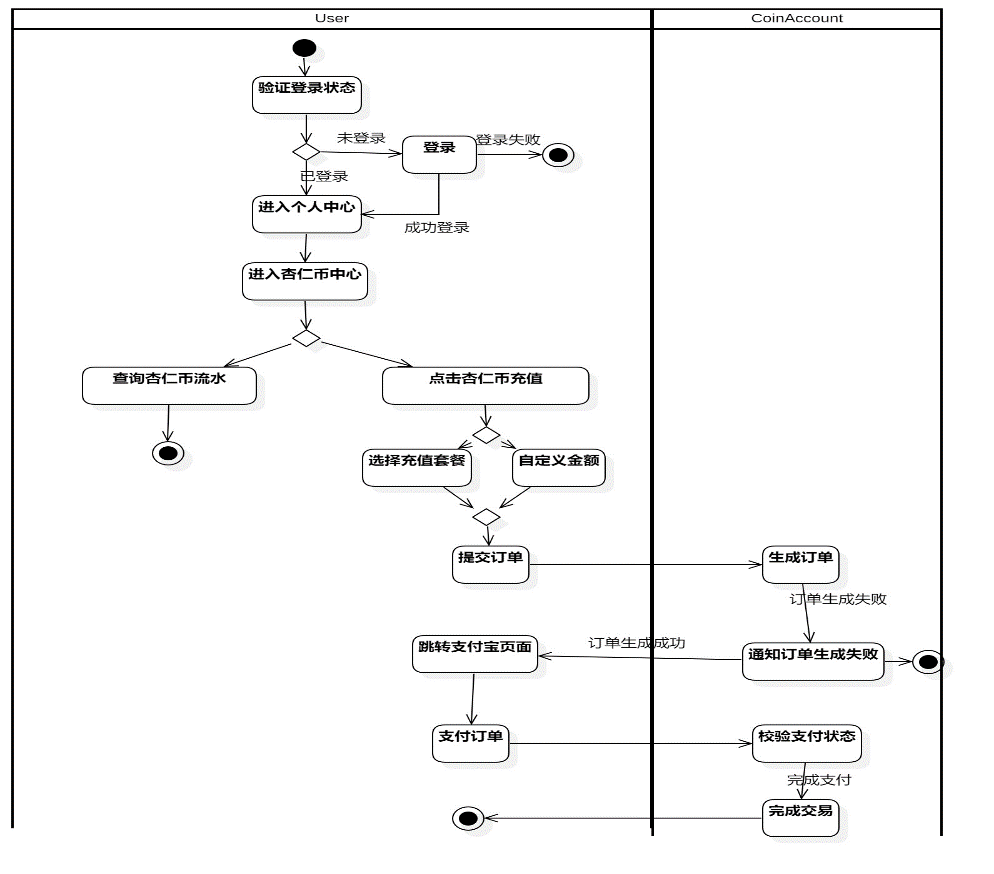 User
CoinAccount
验证登录状态
未登录
登录
登录失败
已登录
进入个人中心
成功登录
进入杏仁币中心
查询杏仁币流水
点击杏仁币充值
选择充值套餐
自定义金额
提交订单
生成订单
订单生成失败
订单生成成功
跳转支付宝页面
通知订单生成失败
支付订单
校验支付状态
完成支付
完成交易